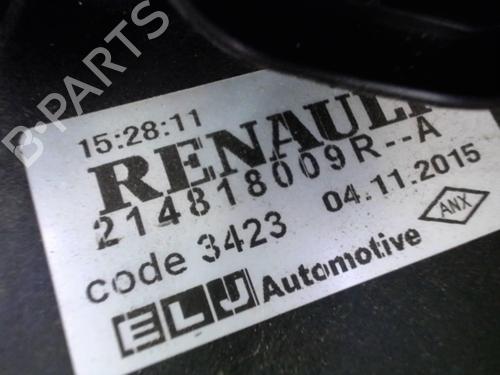 B-PARTS
15:28:11
RENAULT
214818009R--A
code 3423 04.11.2015
ANX
ELJ Automotive